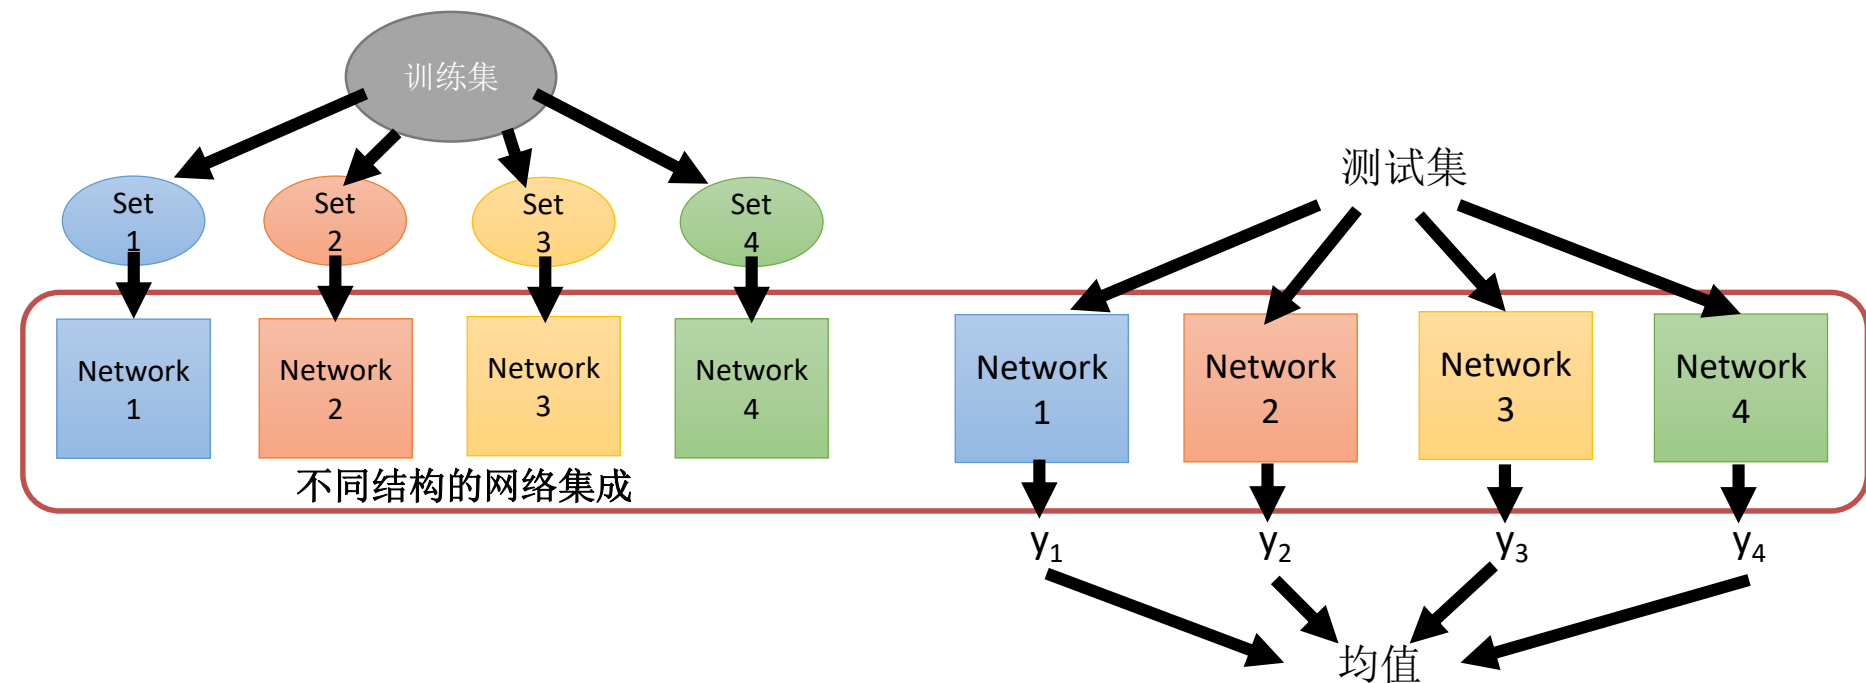 训练集
测试集
Set
1
Set
2
Set
3
Set
4
Network
1
Network
2
Network
3
Network
4
Network
1
Network
2
Network
3
Network
4
不同结构的网络集成
y₁
y₂
y₃
y₄
均值